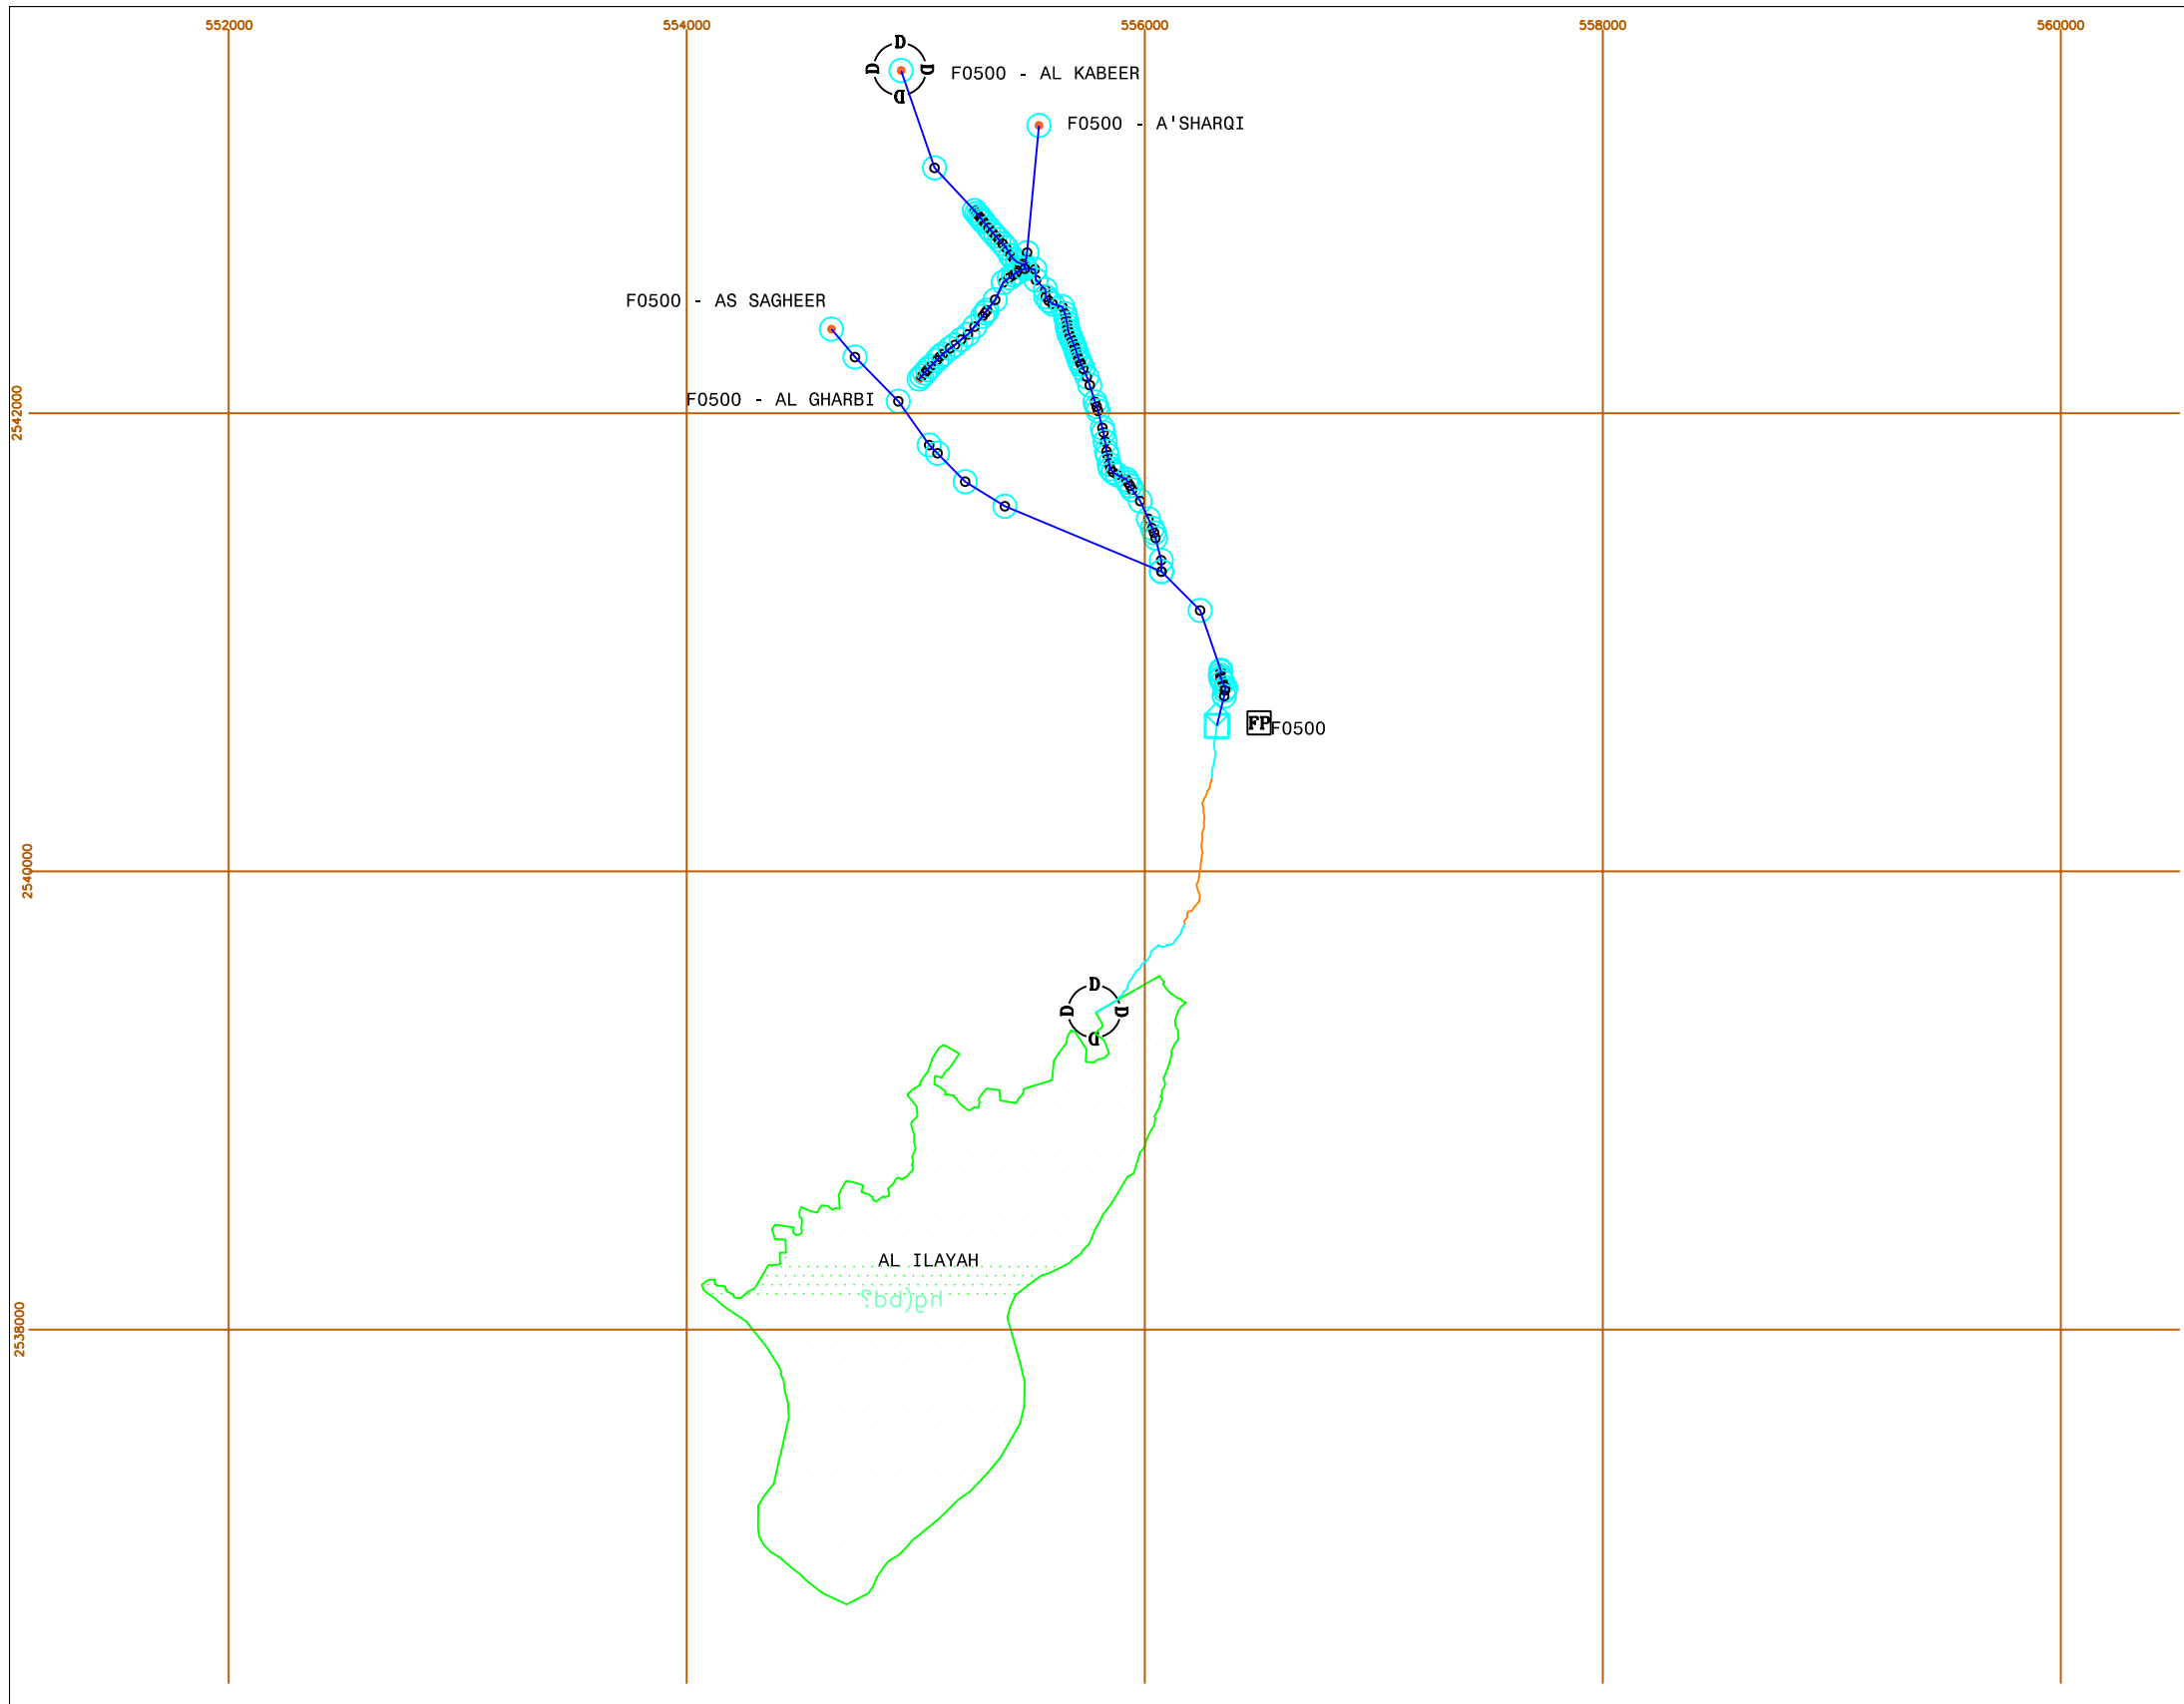 552000
554000
556000
558000
560000
D
D D
D
F0500 - AL KABEER
F0500 - A'SHARQI
F0500 - AS SAGHEER
F0500 - AL GHARBI
2542000
FP F0500
2540000
D
D D
D
AL ILAYAH
2538000